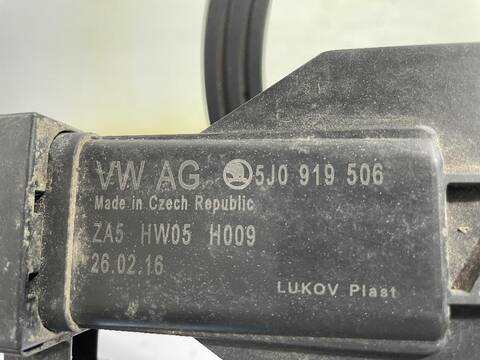 VW AG 5J0 919 506
Made in Czech Republic
ZA5 HW05 H009
26.02.16
LUKOV Plast